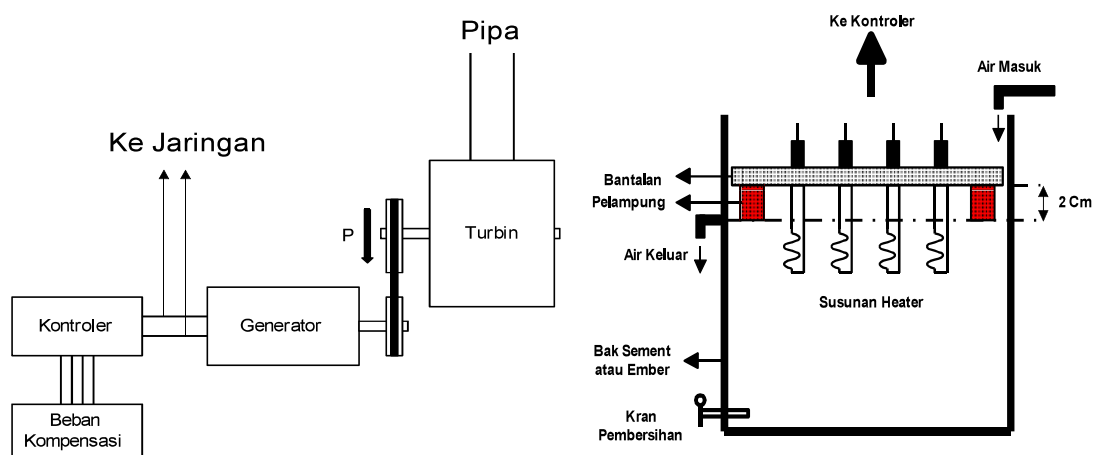 Pipa
Ke Jaringan
P
Turbin
Kontroler
Generator
Beban
Kompensasi
Ke Kontroler
Air Masuk
Bantalan
Pelampung
2 Cm
Air Keluar
Susunan Heater
Bak Sement
atau Ember
Kran
Pembersihan